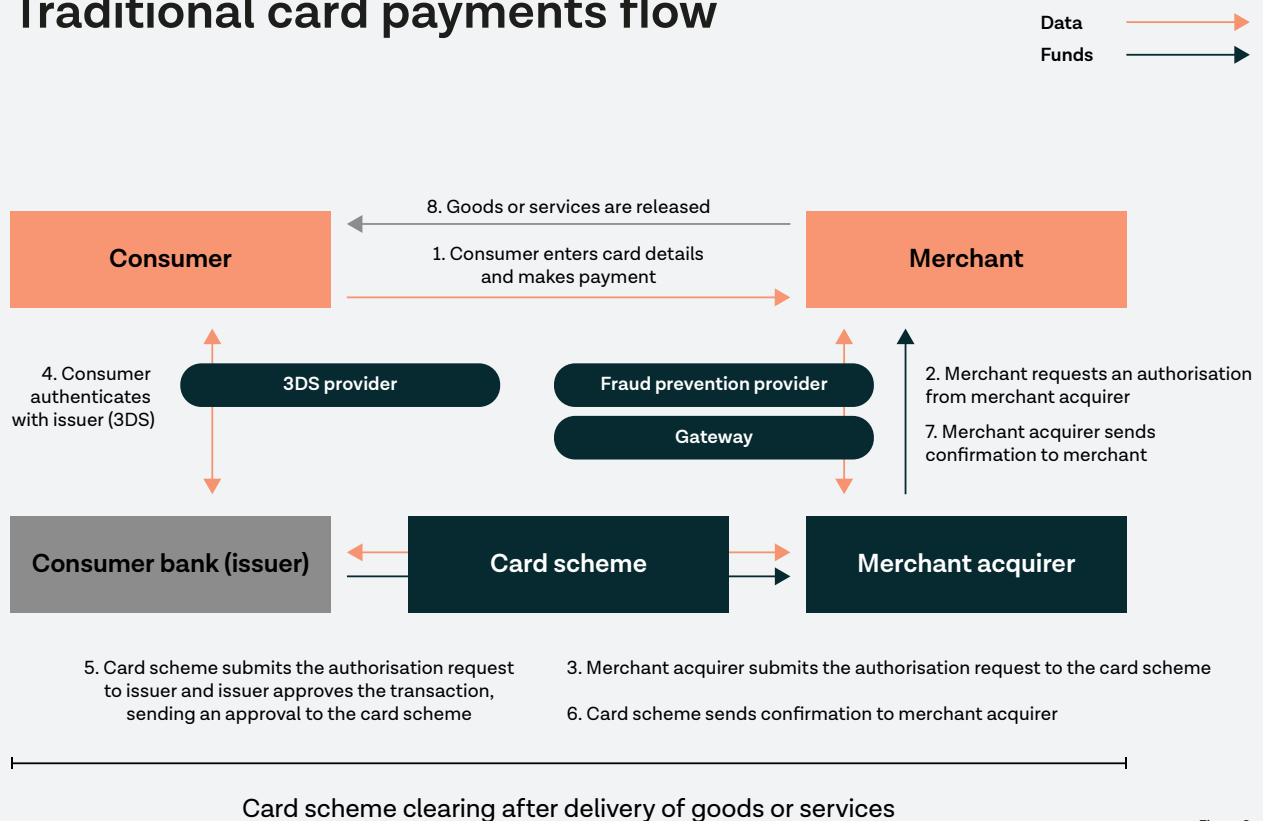 Traditional card payments flow
Data
Funds
8. Goods or services are released
Consumer
1. Consumer enters card details
and makes payment
Merchant
4. Consumer
authenticates
with issuer (3DS)
3DS provider
Fraud prevention provider
Gateway
2. Merchant requests an authorisation
from merchant acquirer
7. Merchant acquirer sends
confirmation to merchant
Consumer bank (issuer)
Card scheme
Merchant acquirer
5. Card scheme submits the authorisation request
to issuer and issuer approves the transaction,
sending an approval to the card scheme
3. Merchant acquirer submits the authorisation request to the card scheme
6. Card scheme sends confirmation to merchant acquirer
Card scheme clearing after delivery of goods or services